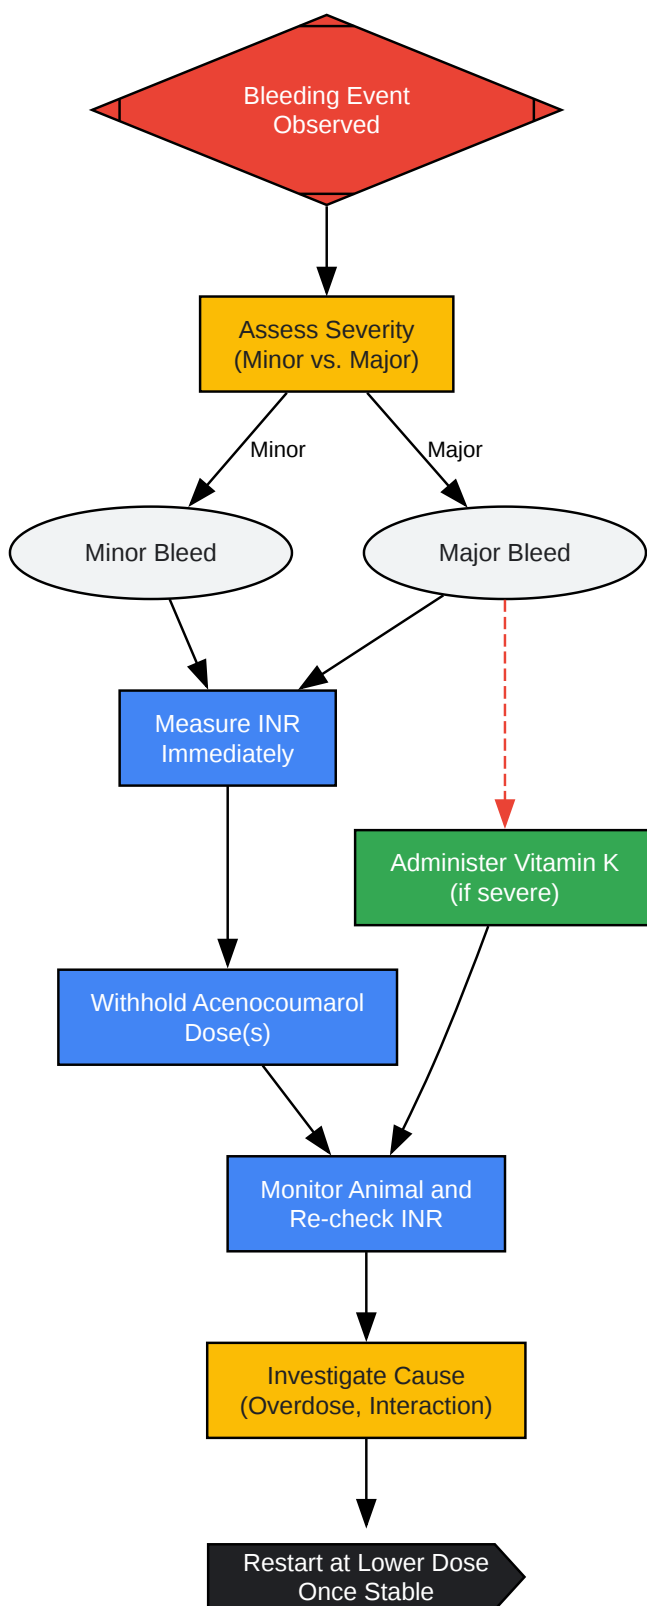 Bleeding Event
Observed
Assess Severity
(Minor vs. Major)
Minor
Major
Minor Bleed
Major Bleed
Measure INR
Immediately
Administer Vitamin K
(if severe)
Withhold Acenocoumarol
Dose(s)
Monitor Animal and
Re-check INR
Investigate Cause
(Overdose, Interaction)
Restart at Lower Dose
Once Stable